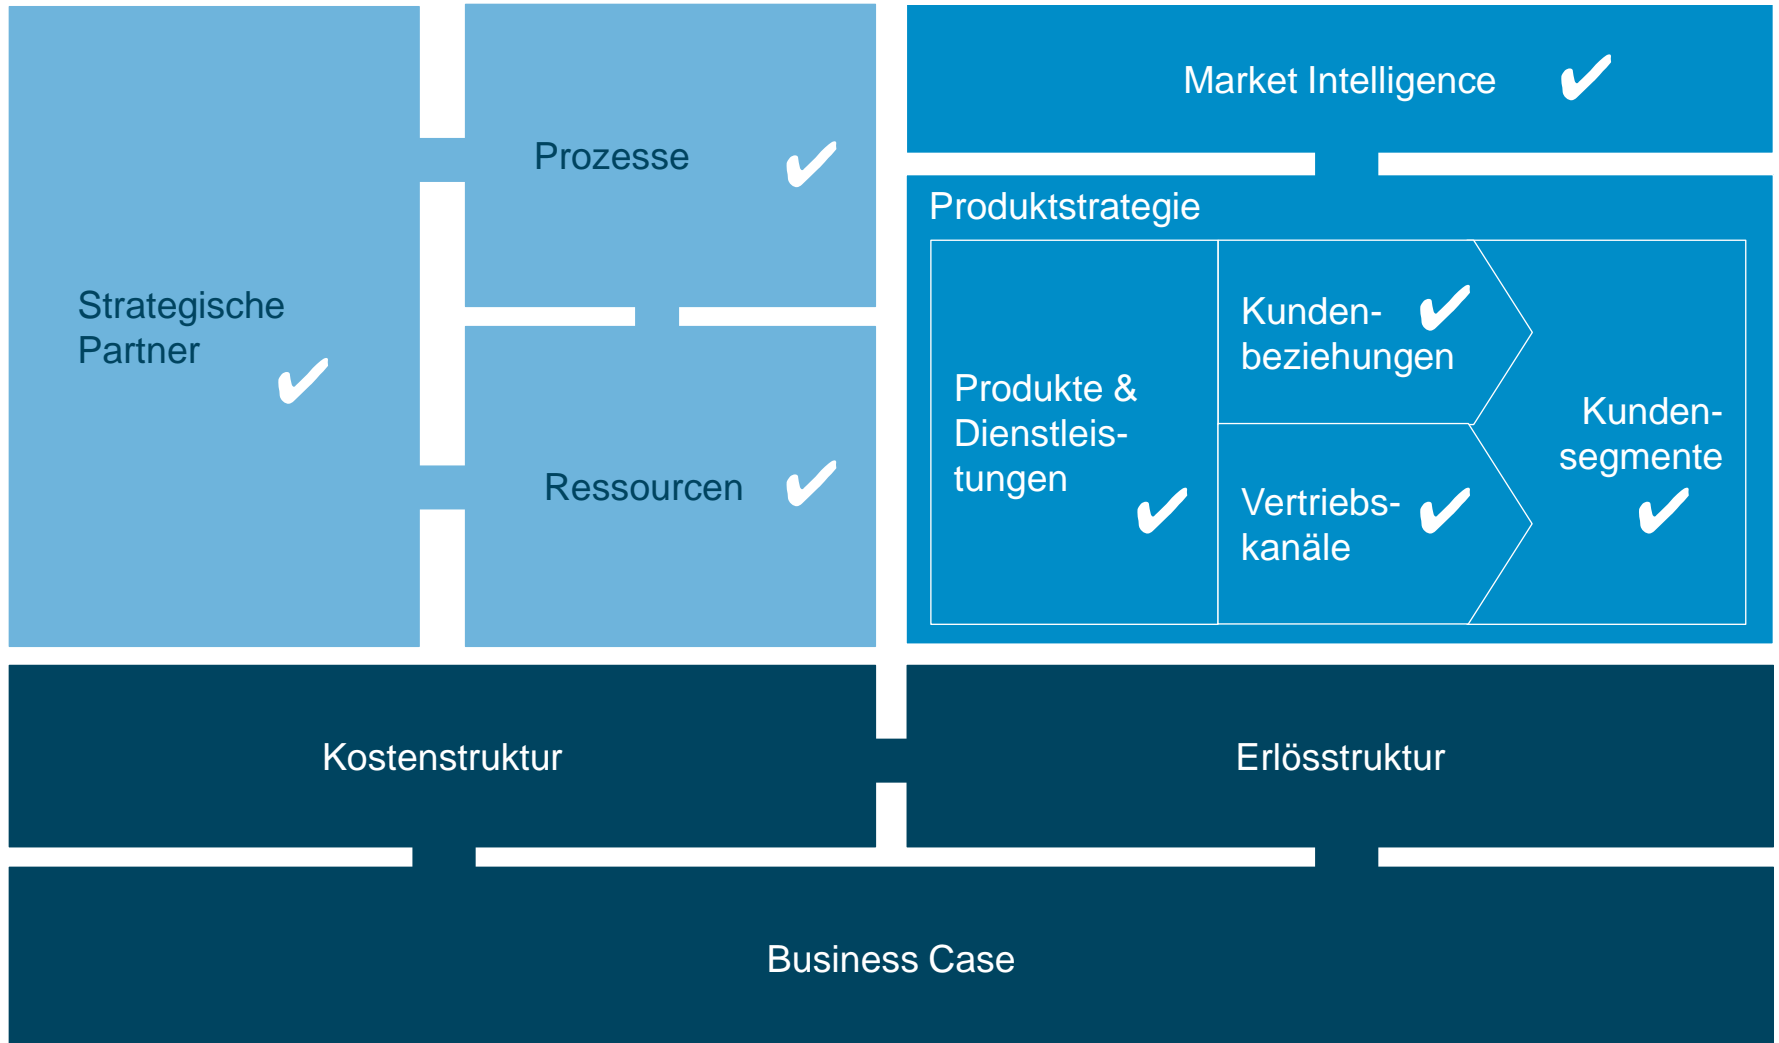 Strategische
Partner
Prozesse
Ressourcen
Market Intelligence
Produktstrategie
Produkte &
Dienstleis-
tungen
Kunden-
beziehungen
Vertriebs-
kanäle
Kunden-
segmente
Kostenstruktur
Erlösstruktur
Business Case